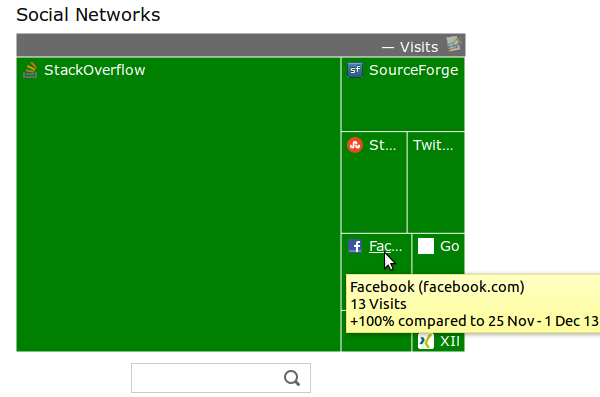 Social Networks
— Visits
StackOverflow
sf SourceForge
St...
Twit...
f Fac...
Go
Facebook (facebook.com)
13 Visits
+100% compared to 25 Nov - 1 Dec 13
XII